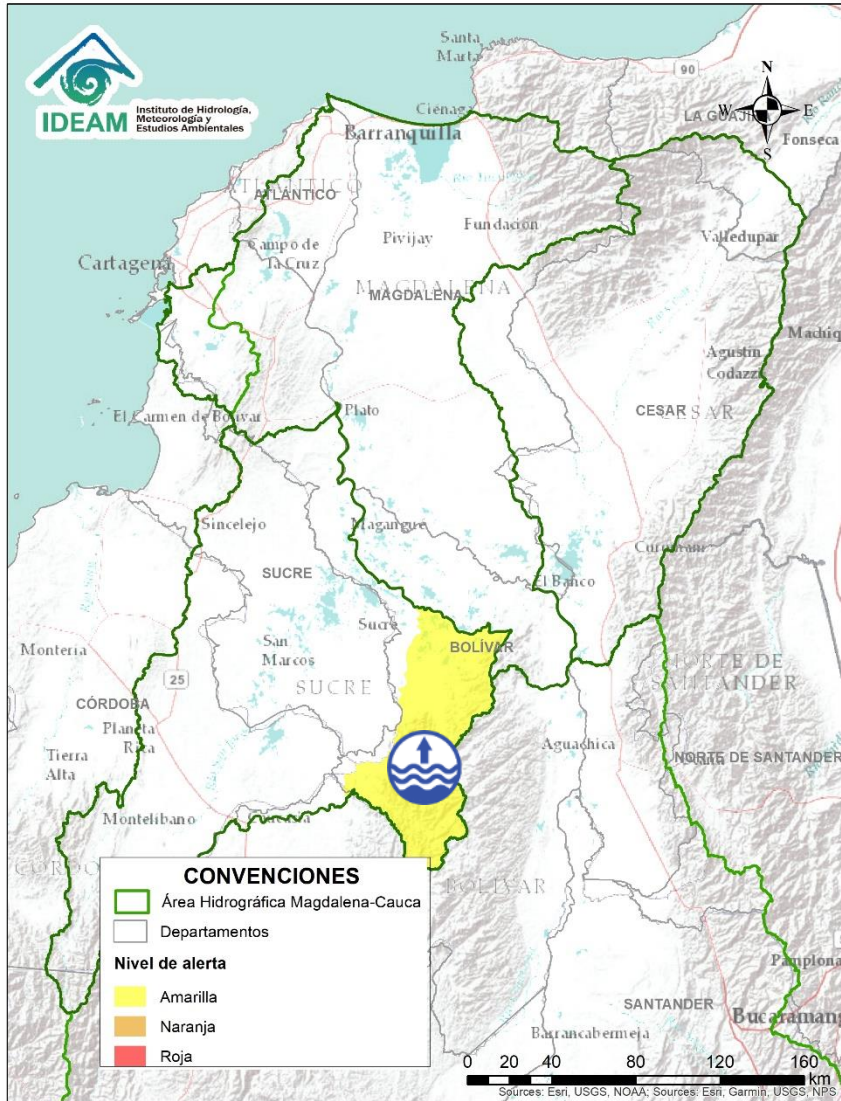 IDEAM
Instituto de Hidrología,
Meteorología y
Estudios Ambientales
Santa
Marta
90
N
W
E
S
LA GUAJI
Ciénaga
Barranquilla
Fonseca
ATLANTICO
ATLÁNTICO
Fundación
Campo de
la Cruz
Pivijay
Valledupar
Cartagena
MAGDALENA
MAGDALENA
Agustín
Codazzi
Machiq
El Carmen de Bolívar
Plato
CESAR
CESAR
Sincelejo
Magangué
Curumaní
SUCRE
El Banco
Sucre
Montería
San
Marcos
BOLÍVAR
SUCRE
NORTE DE
SANTANDER
25
CÓRDOBA
Planeta
Rica
Aguachica
Tierra
Alta
NORTE DE SANTANDER
Montelíbano
BOLÍVAR
CONVENCIONES
Área Hidrográfica Magdalena-Cauca
Departamentos
Nivel de alerta
Amarilla
Naranja
Roja
Pamplona
SANTANDER
Bucaramang
Barrancabermeja
0 20 40 80 120 160
km
Sources: Esri, USGS, NOAA; Sources: Esri, Garmin, USGS, NPS